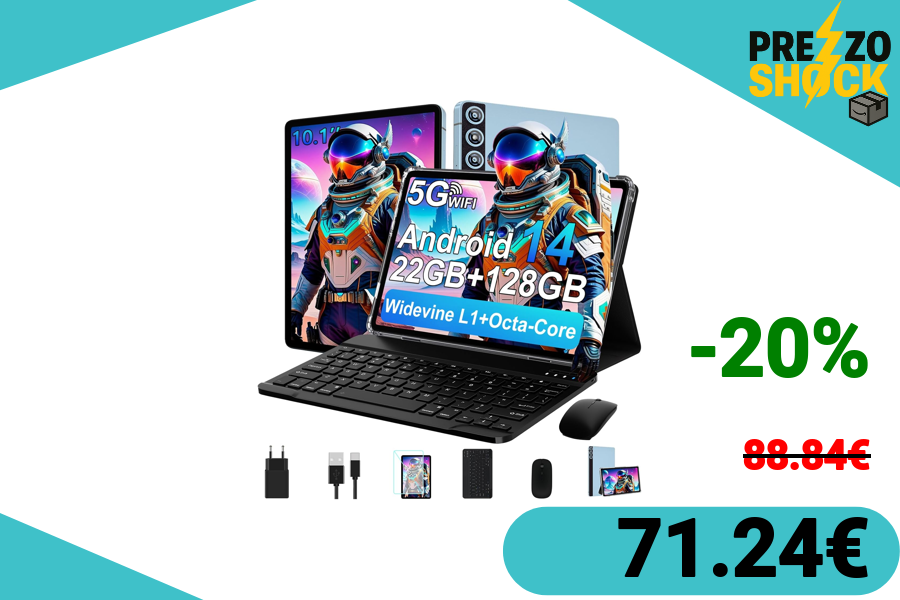 PREZZO
SHOCK
10.1"
5G WIFI
Android 14
22GB+128GB
Widevine L1+Octa-Core
-20%
88.84€
71.24€